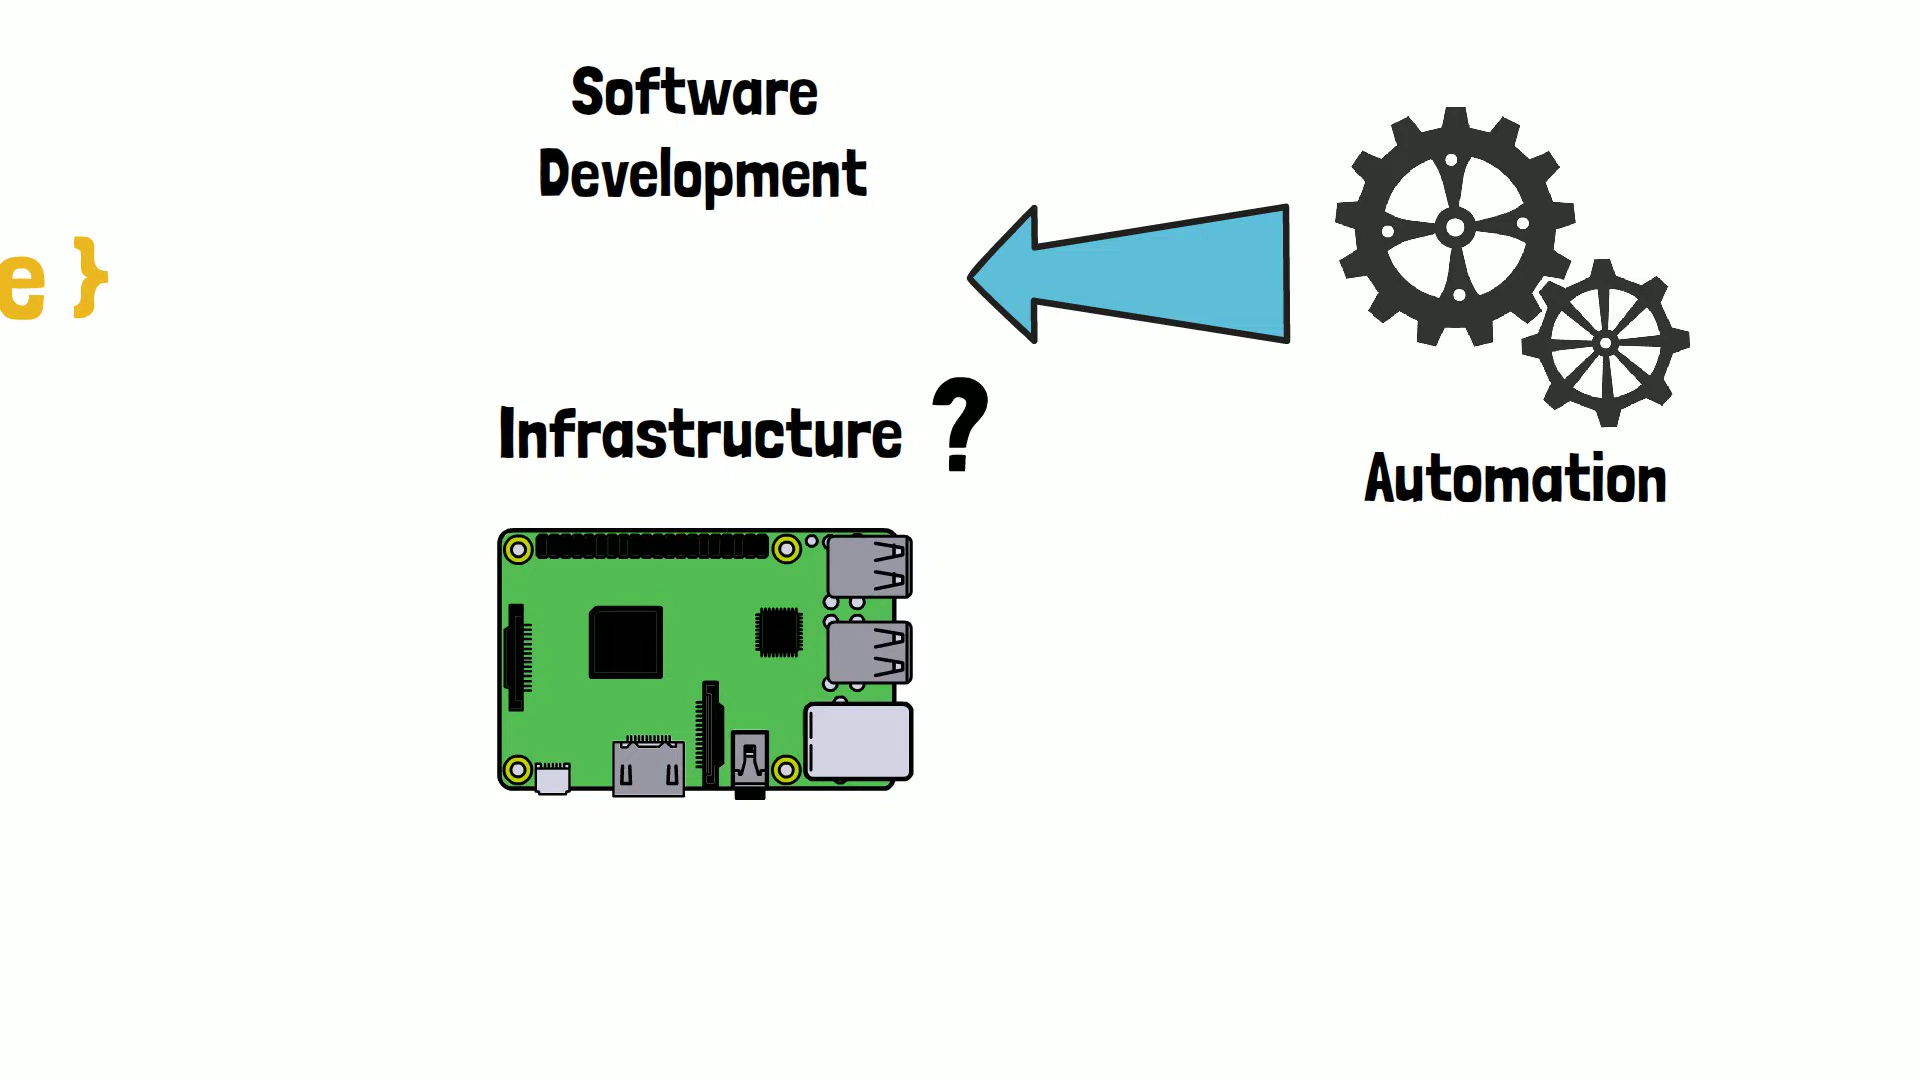 Software
Development
e }
Infrastructure ?
Automation